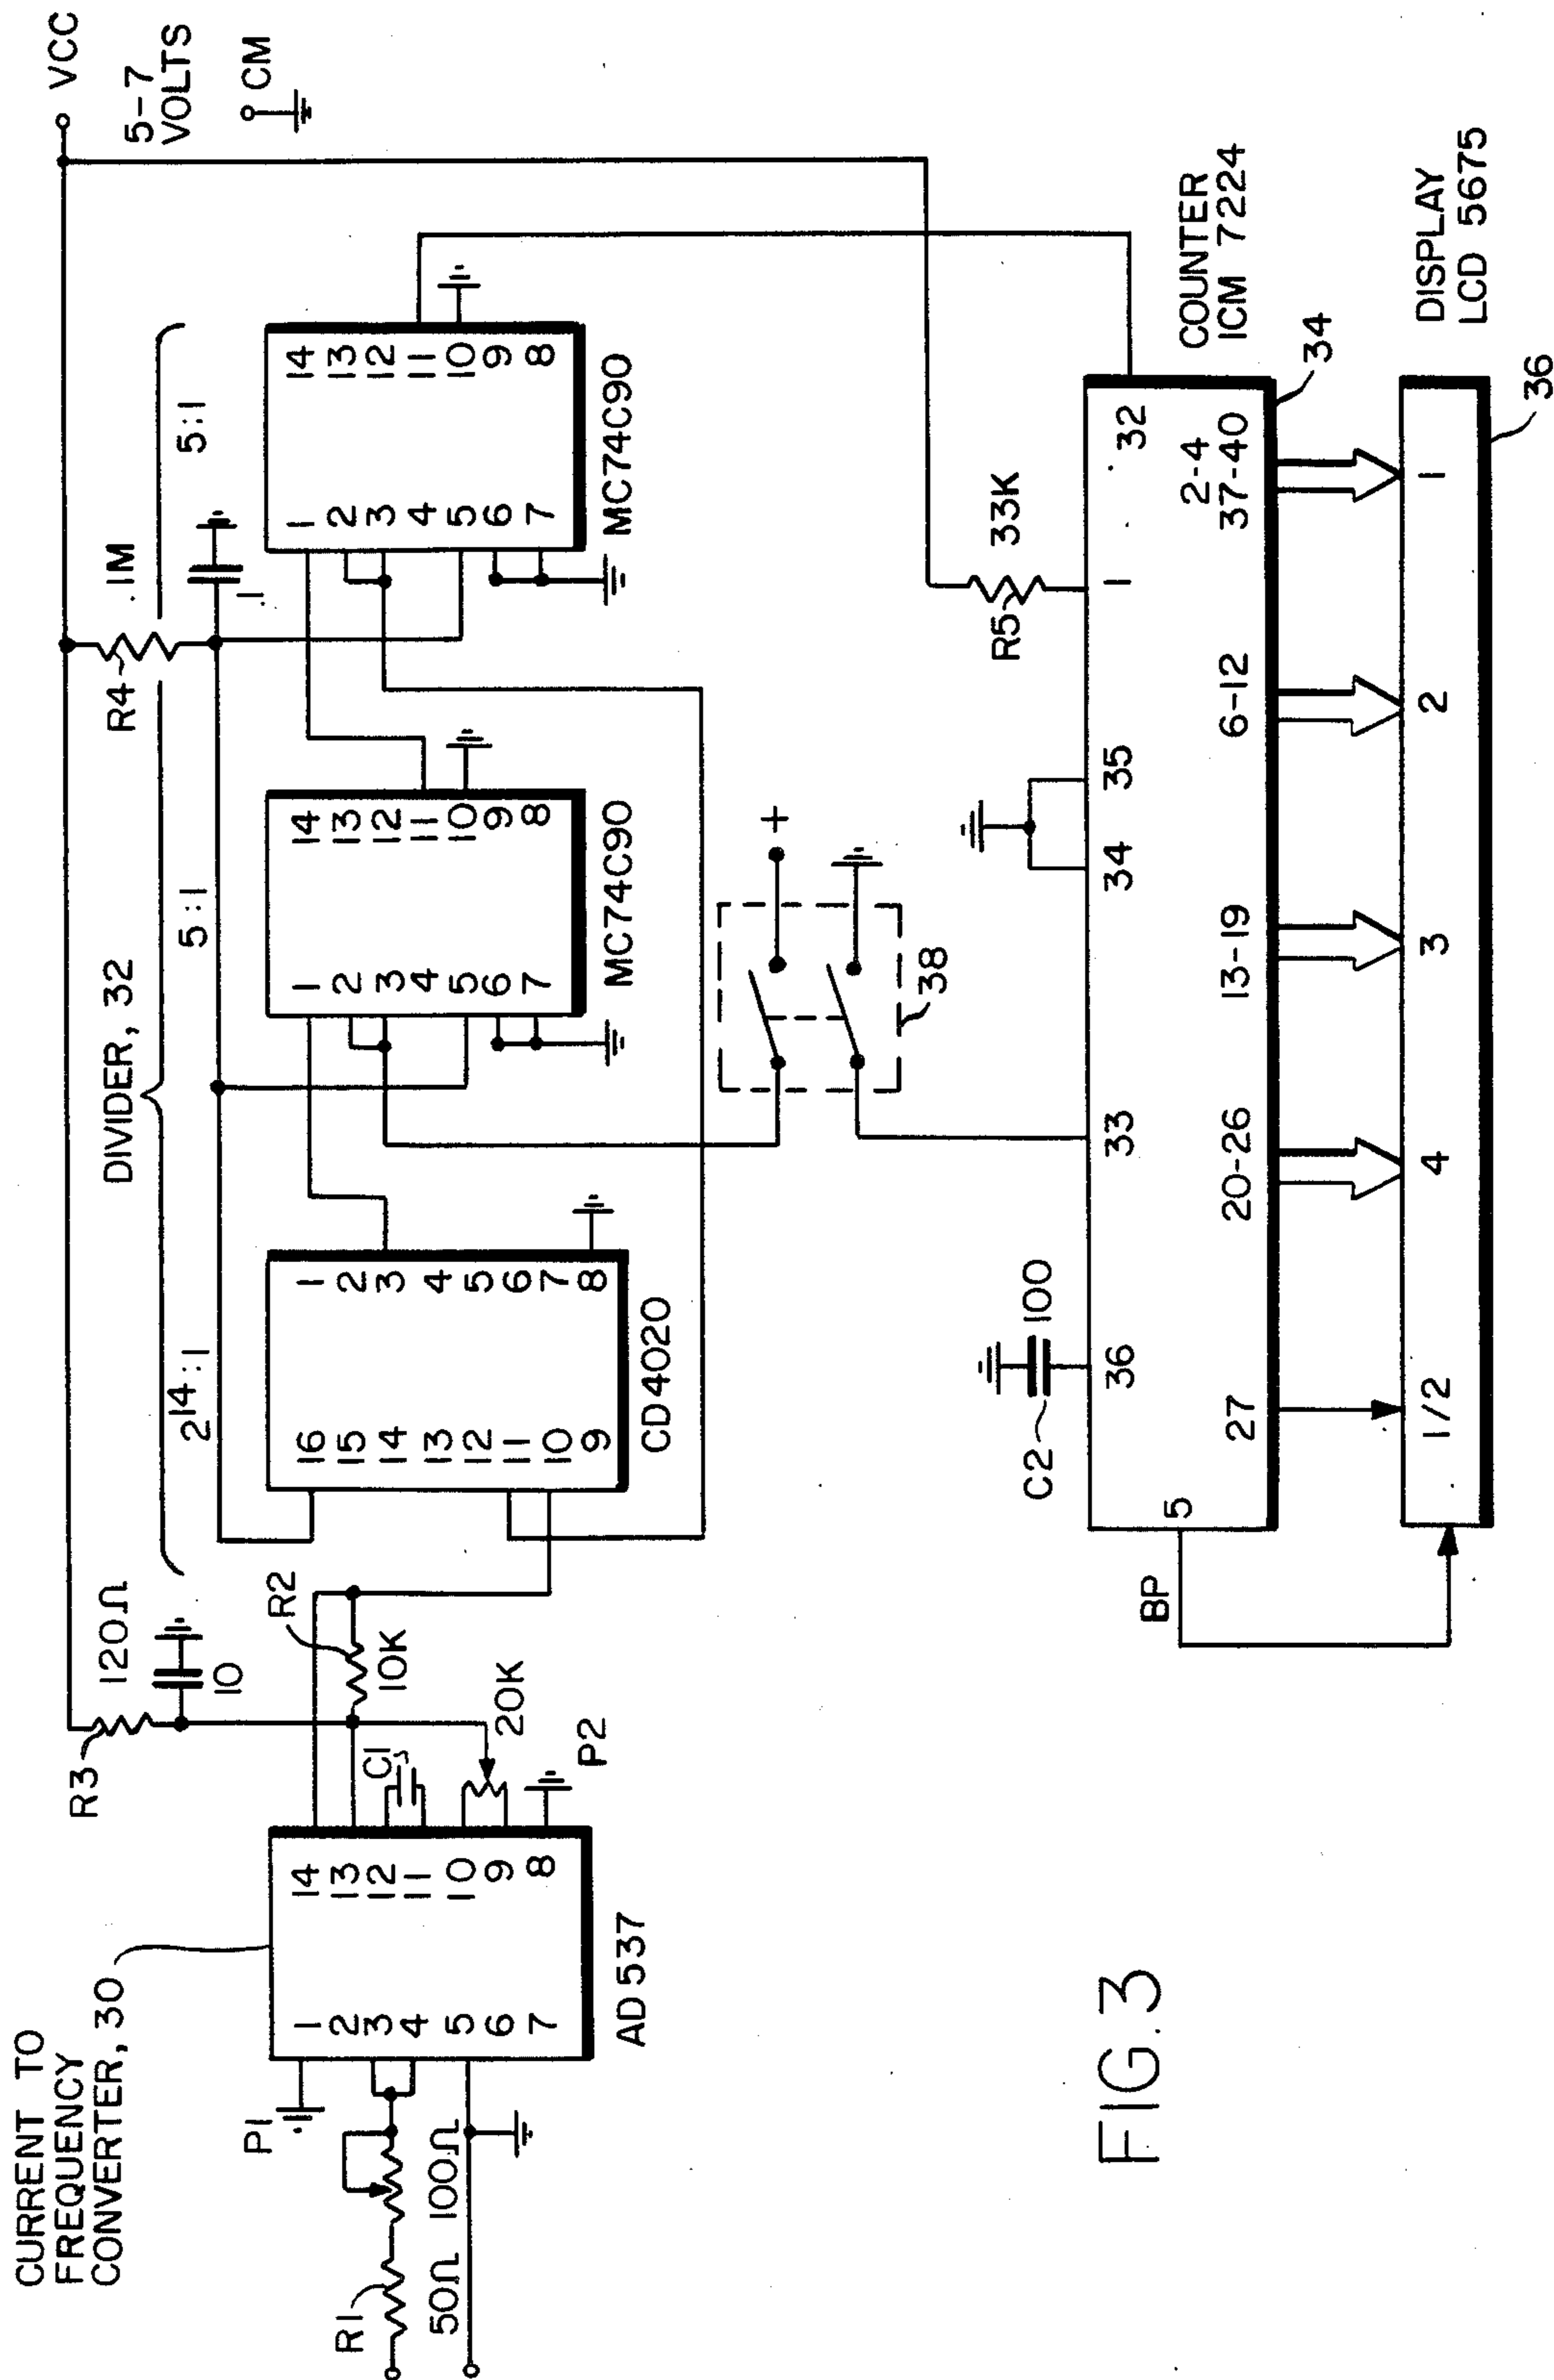 CURRENT TO
FREQUENCY
CONVERTER, 30
R3
120Ω
10
R2
10K
20K
C1
P1
P2
R1
50Ω
100Ω
1
2
3
4
5
6
7
14
13
12
11
10
9
8
AD537
DIVIDER, 32
2¹⁴:1
16
15
14
13
12
11
10
9
1
2
3
4
5
6
7
8
CD4020
5:1
1
2
3
4
5
6
7
14
13
12
11
10
9
8
MC74C90
R4
.1M
1
5:1
1
2
3
4
5
6
7
14
13
12
11
10
9
8
MC74C90
VCC
5-7
VOLTS
CM
+
38
C2
100
R5
33K
BP
5
36
33
34
35
1
32
27
20-26
13-19
6-12
2-4
37-40
COUNTER
ICM 7224
34
1/2
4
3
2
1
DISPLAY
LCD 5675
36
FIG. 3